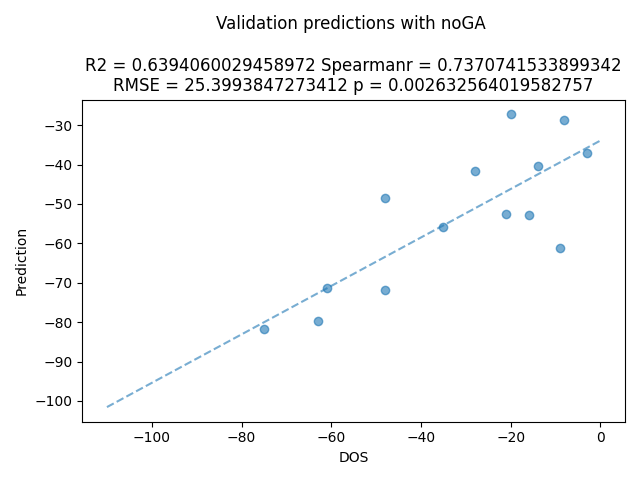 Validation predictions with noGA
R2 = 0.6394060029458972 Spearmanr = 0.7370741533899342
RMSE = 25.3993847273412 p = 0.002632564019582757
−30
−40
−50
−60
−70
−80
−90
−100
Prediction
−100 −80 −60 −40 −20 0
DOS